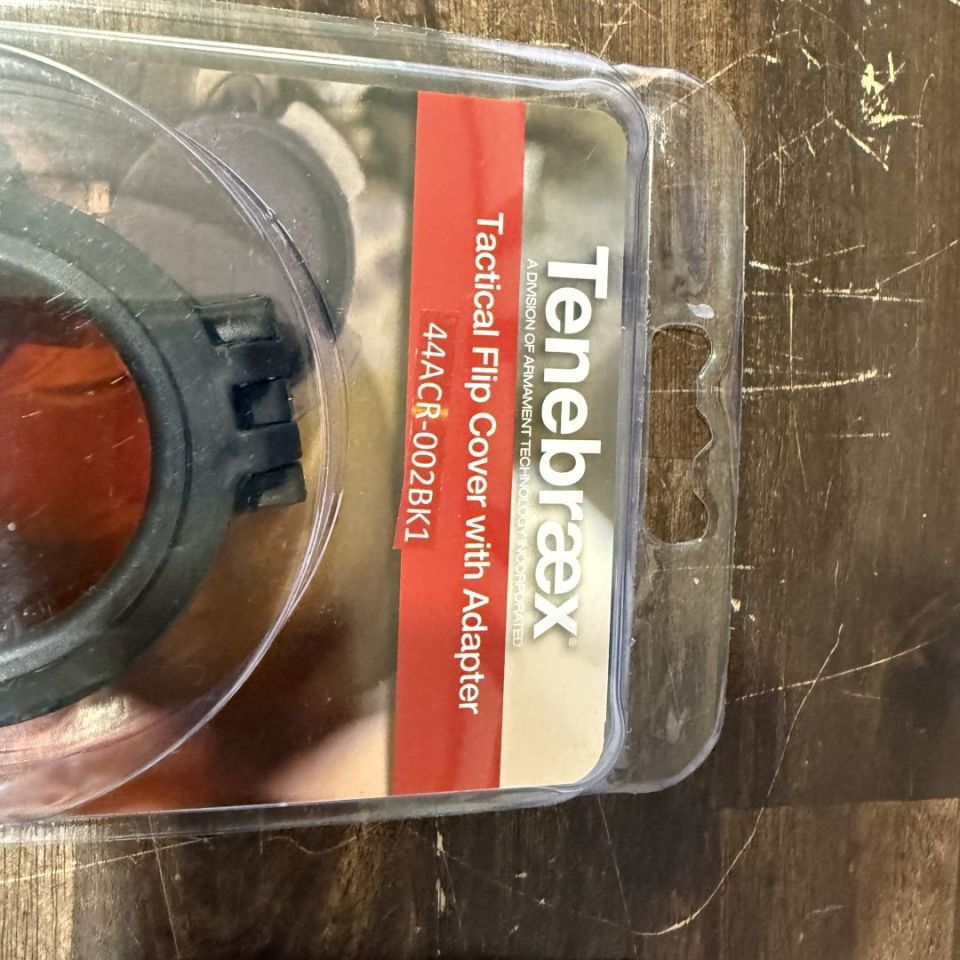 Tenebraex®
A DIVISION OF ARMAMENT TECHNOLOGY INCORPORATED
Tactical Flip Cover with Adapter
44ACR-002BK1